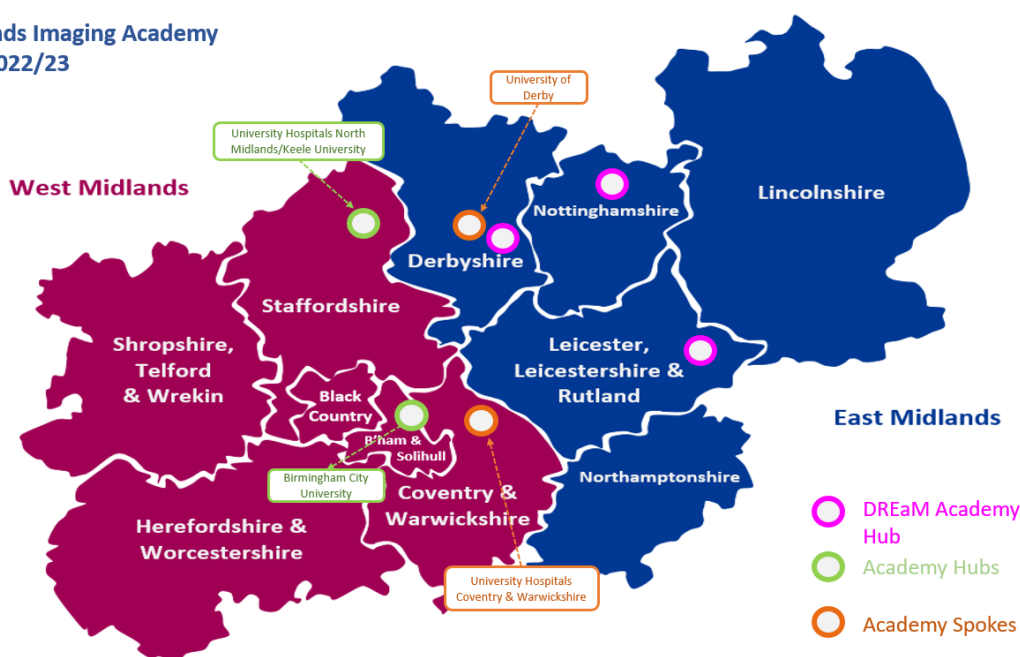 nds Imaging Academy
022/23
University of
Derby
University Hospitals North
Midlands/Keele University
West Midlands
Lincolnshire
Nottinghamshire
Derbyshire
Staffordshire
Shropshire,
Telford
& Wrekin
Leicester,
Leicestershire &
Rutland
Black
Country
East Midlands
B'ham &
Solihull
Birmingham City
University
Northamptonshire
Coventry &
Warwickshire
Herefordshire &
Worcestershire
DREaM Academy
Hub
Academy Hubs
University Hospitals
Coventry & Warwickshire
Academy Spokes